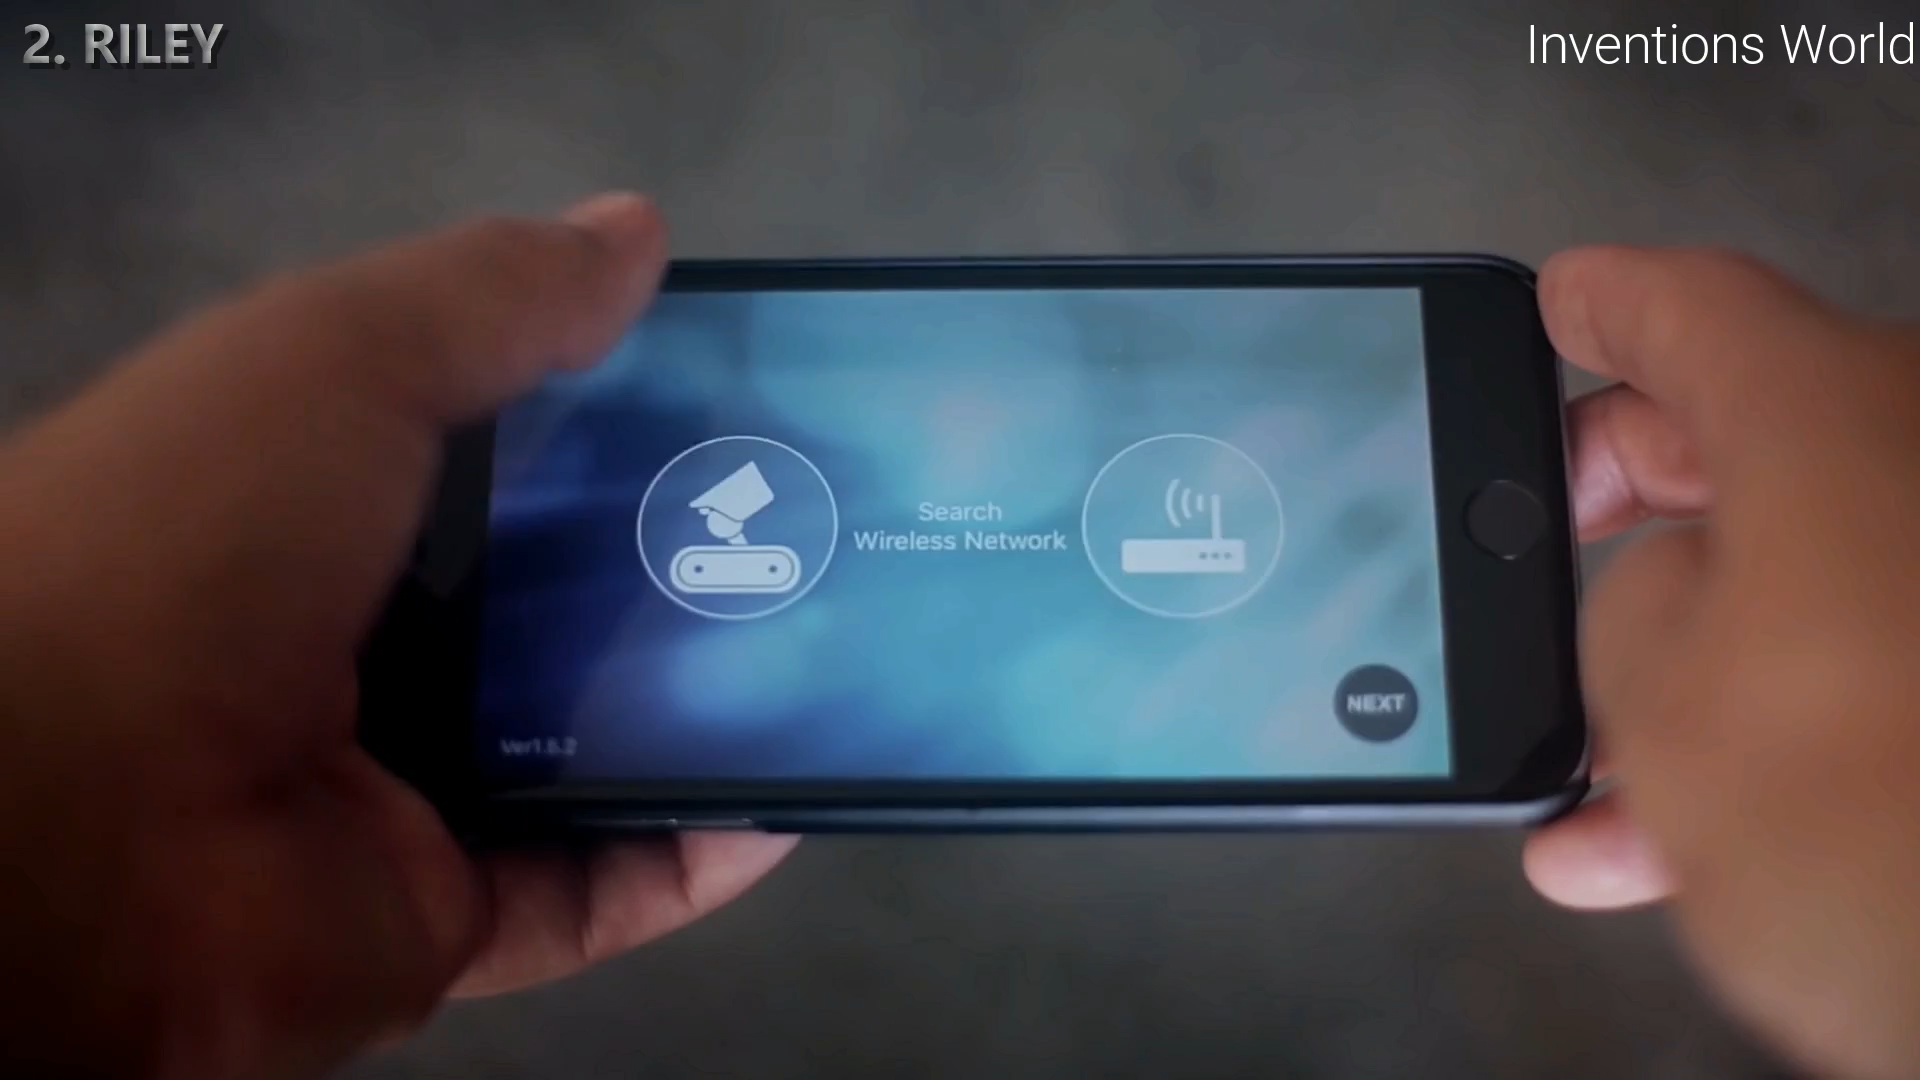 2. RILEY
Inventions World
Search
Wireless Network
NEXT